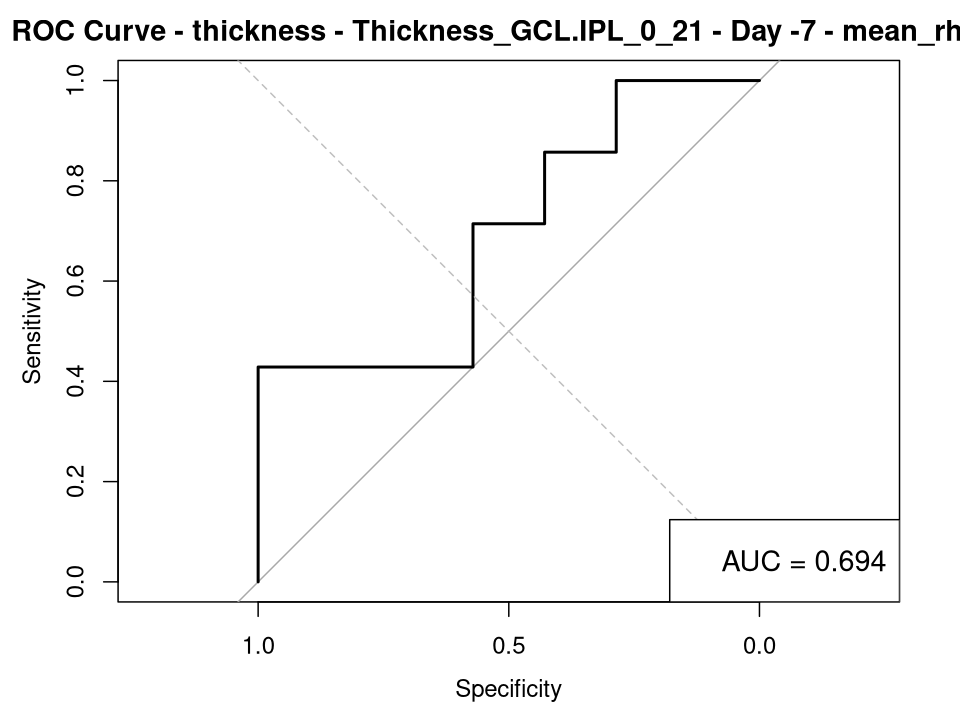 ROC Curve - thickness - Thickness_GCL.IPL_0_21 - Day -7 - mean_rh
1.0
0.8
0.6
0.4
0.2
0.0
Sensitivity
AUC = 0.694
1.0 0.5 0.0
Specificity